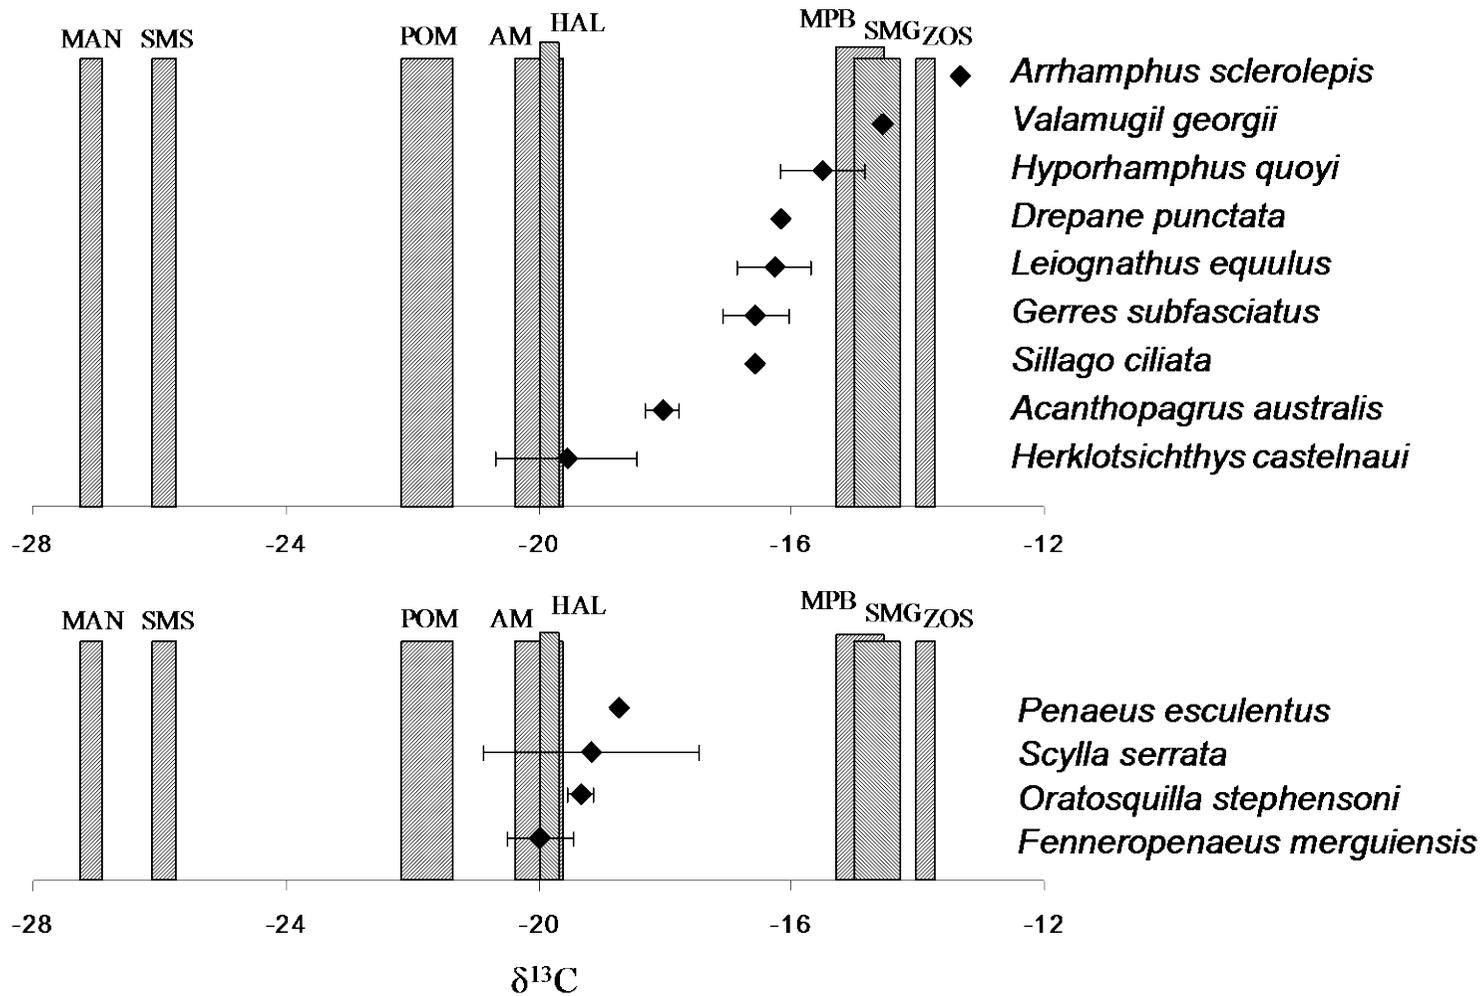 MAN SMS POM AM HAL MPB SMG ZOS
Arrhamphus sclerolepis
Valamugil georgii
Hyporhamphus quoyi
Drepane punctata
Leiognathus equulus
Gerres subfasciatus
Sillago ciliata
Acanthopagrus australis
Herklotsichthys castelnaui
-28 -24 -20 -16 -12
MAN SMS POM AM HAL MPB SMG ZOS
Penaeus esculentus
Scylla serrata
Oratosquilla stephensoni
Fenneropenaeus merguiensis
-28 -24 -20 -16 -12
δ¹³C